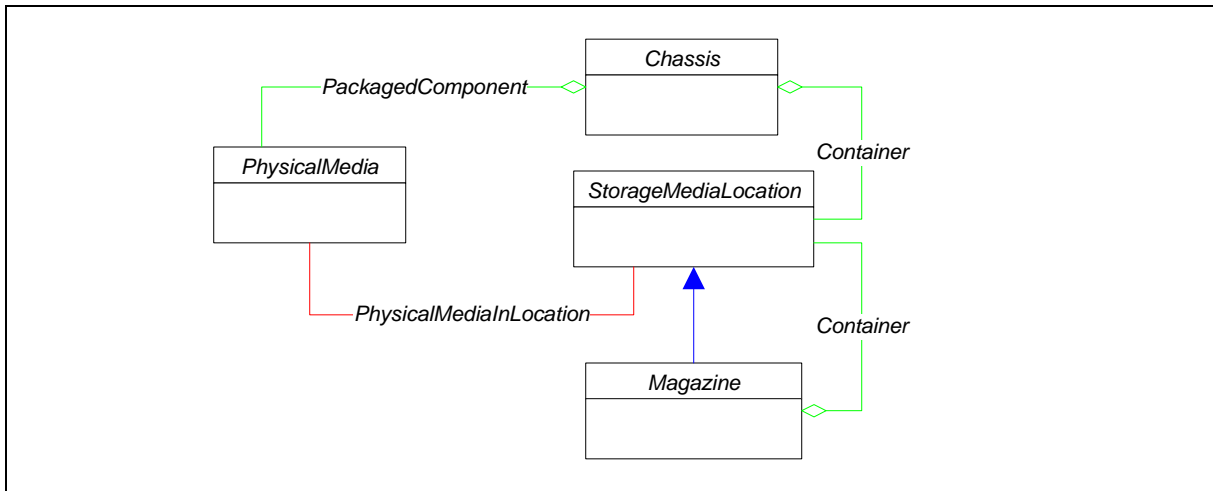 Chassis
PackagedComponent
Container
PhysicalMedia
StorageMediaLocation
PhysicalMediaInLocation
Container
Magazine